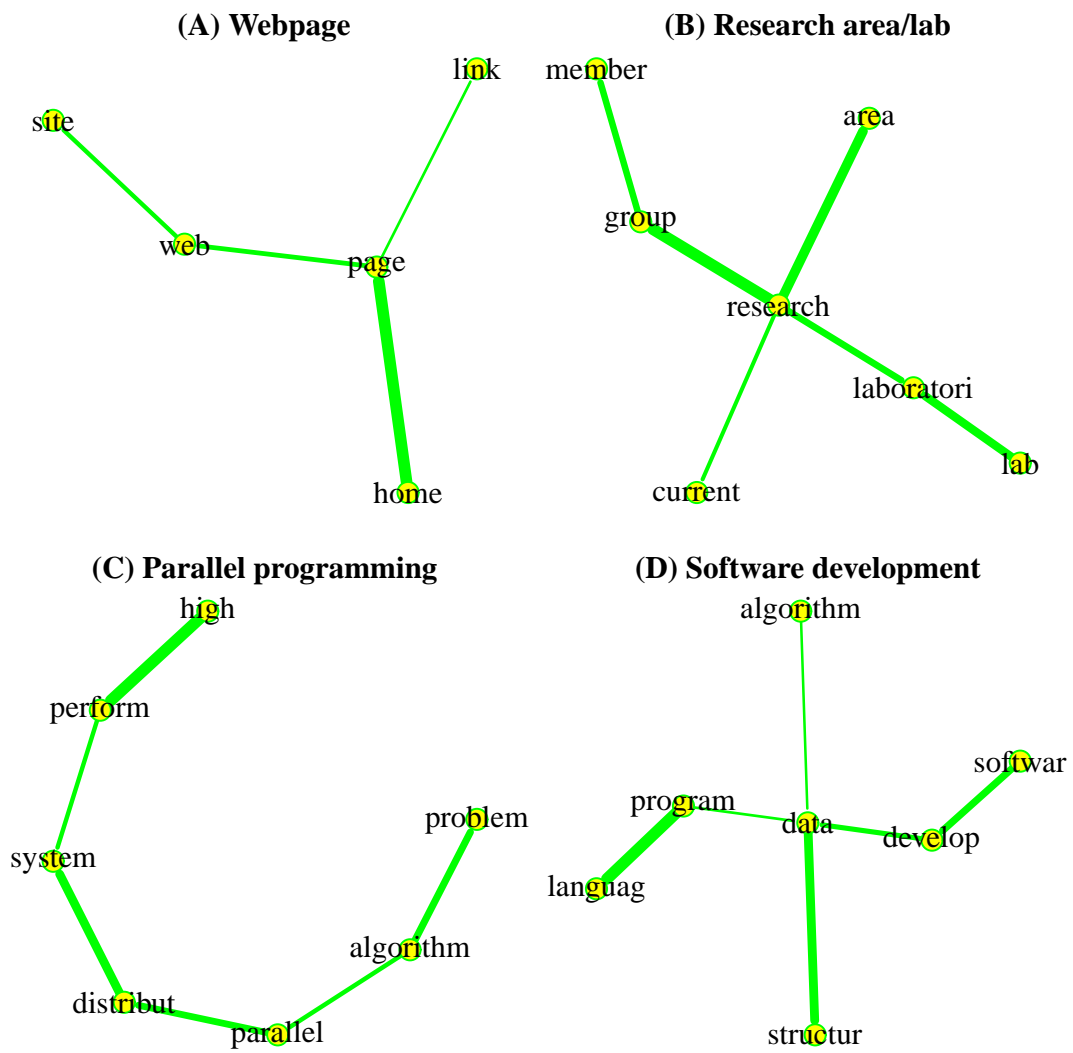 (A) Webpage
link
site
web
page
home
(B) Research area/lab
member
area
group
research
laboratori
lab
current
(C) Parallel programming
high
perform
problem
system
algorithm
distribut
parallel
(D) Software development
algorithm
softwar
program
data
develop
languag
structur